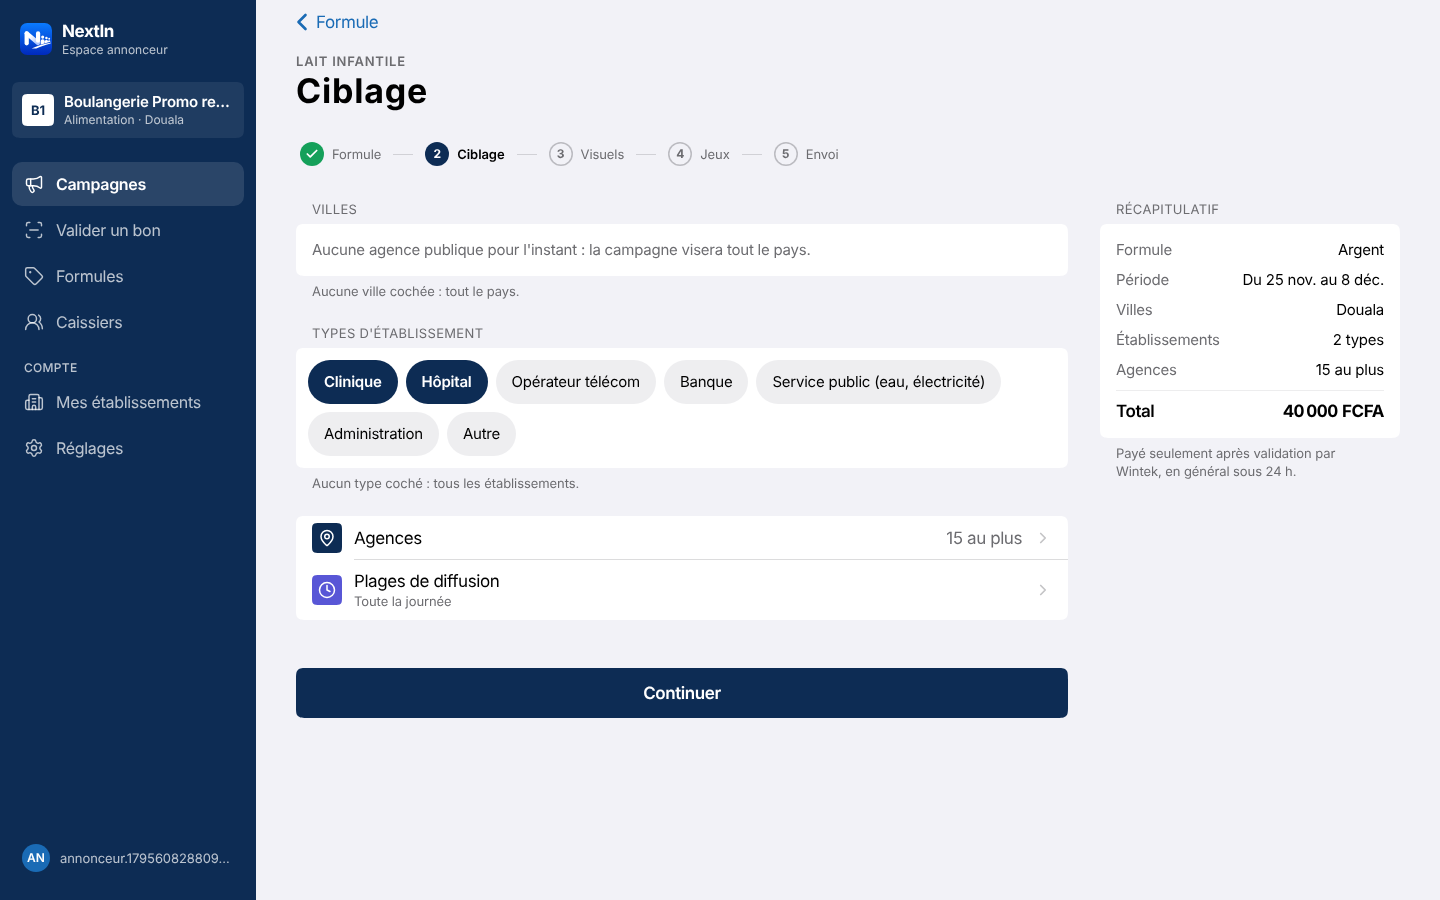 NextIn
Espace annonceur
B1
Boulangerie Promo re...
Alimentation · Douala
Campagnes
Valider un bon
Formules
Caissiers
COMPTE
Mes établissements
Réglages
AN
annonceur.179560828809...
Formule
LAIT INFANTILE
Ciblage
Formule
2 Ciblage
3 Visuels
4 Jeux
5 Envoi
VILLES
Aucune agence publique pour l'instant : la campagne visera tout le pays.
Aucune ville cochée : tout le pays.
TYPES D'ÉTABLISSEMENT
Clinique
Hôpital
Opérateur télécom
Banque
Service public (eau, électricité)
Administration
Autre
Aucun type coché : tous les établissements.
Agences 15 au plus
Plages de diffusion
Toute la journée
Continuer
RÉCAPITULATIF
Formule Argent
Période Du 25 nov. au 8 déc.
Villes Douala
Établissements 2 types
Agences 15 au plus
Total 40 000 FCFA
Payé seulement après validation par
Wintek, en général sous 24 h.